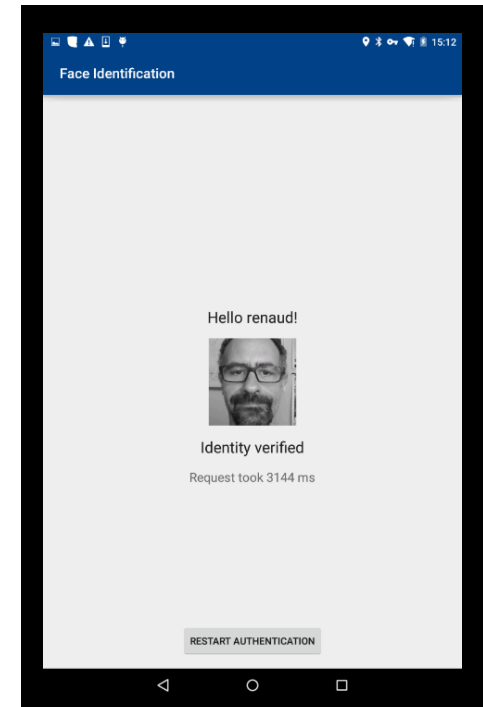 15:12
Face Identification
Hello renaud!
Identity verified
Request took 3144 ms
RESTART AUTHENTICATION